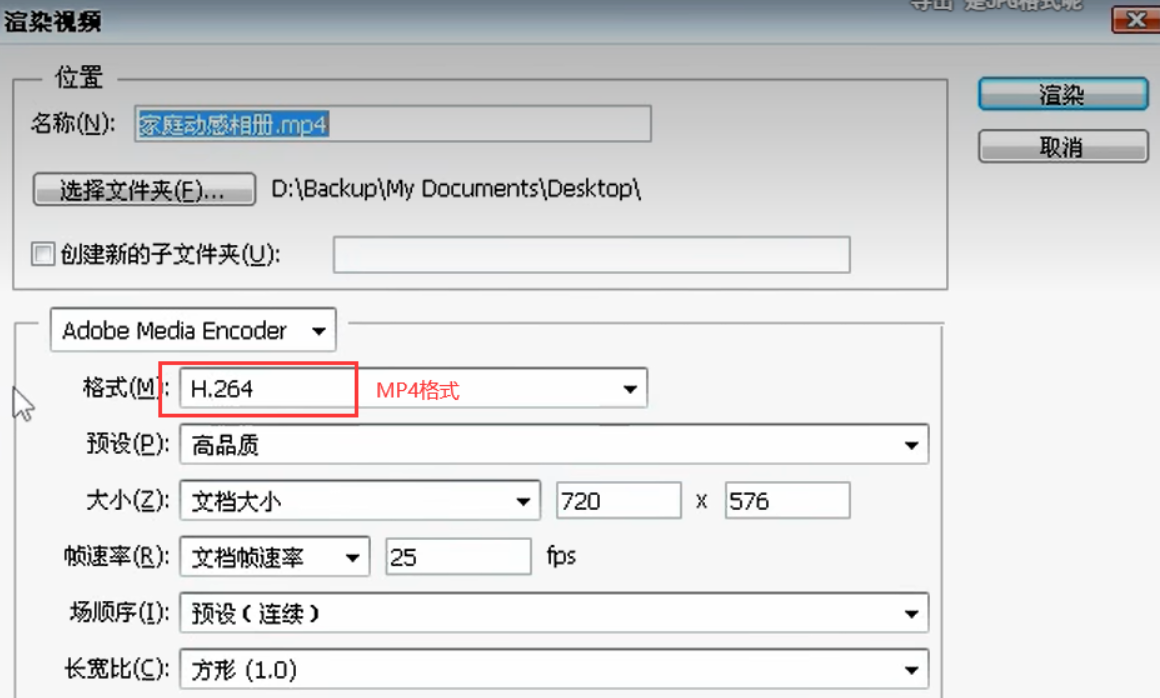 渲染视频
位置
名称(N): 家庭动感相册.mp4
渲染
取消
选择文件夹(F)... D:\Backup\My Documents\Desktop\
创建新的子文件夹(U):
Adobe Media Encoder
格式(M): H.264 MP4格式
预设(P): 高品质
大小(Z): 文档大小 720 x 576
帧速率(R): 文档帧速率 25 fps
场顺序(I): 预设 ( 连续 )
长宽比(C): 方形 (1.0)